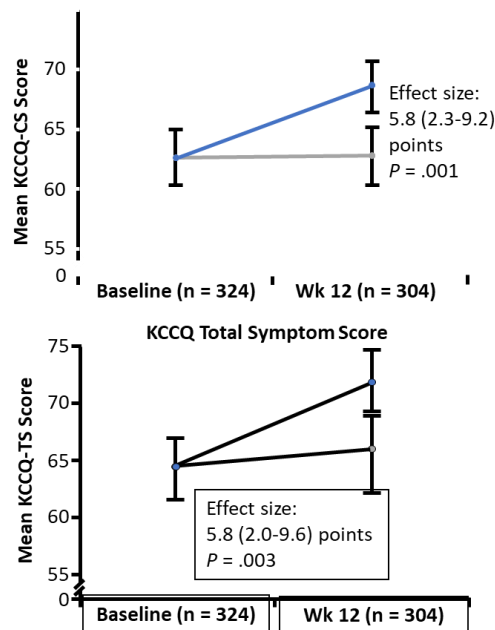 Mean KCCQ-CS Score
70
65
60
55
0
Effect size:
5.8 (2.3-9.2)
points
P = .001
Baseline (n = 324)
Wk 12 (n = 304)
KCCQ Total Symptom Score
Mean KCCQ-TS Score
75
70
65
60
55
0
Effect size:
5.8 (2.0-9.6) points
P = .003
Baseline (n = 324)
Wk 12 (n = 304)